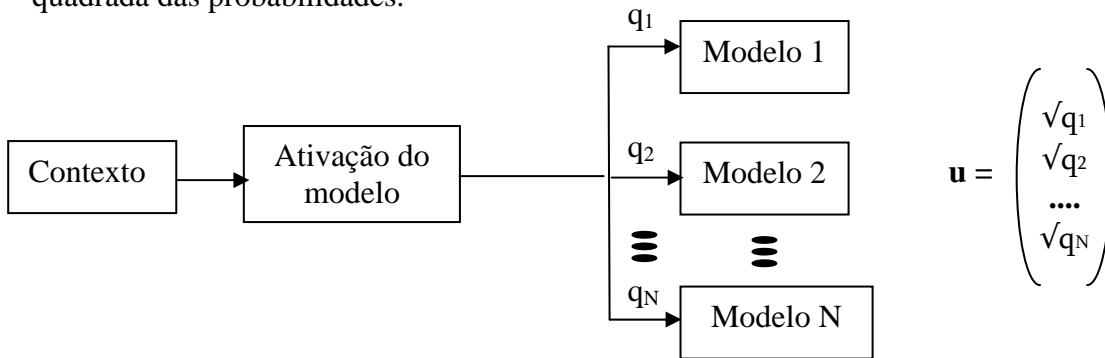 quadrada das probabilidades.
q1
Modelo 1
Contexto
Ativação do
modelo
q2
Modelo 2
qN
Modelo N
u =
√q1
√q2
....
√qN